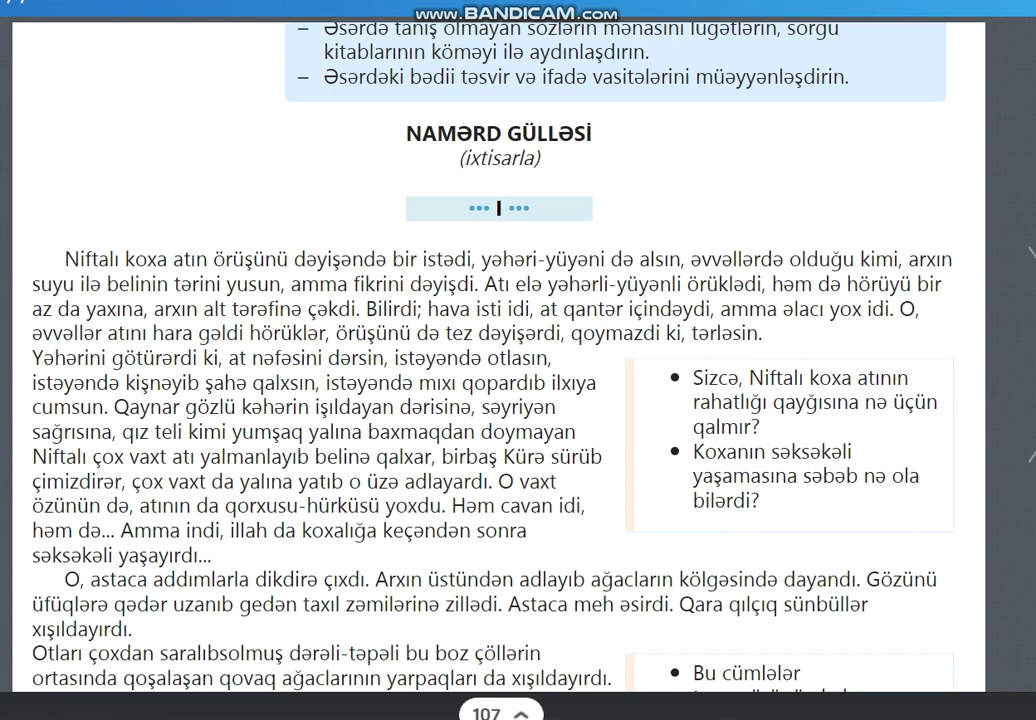 www.BANDICAM.com
– Əsərdə tanış olmayan sözlərin mənasını lüğətlərin, sorğu
kitablarının köməyi ilə aydınlaşdırın.
– Əsərdəki bədii təsvir və ifadə vasitələrini müəyyənləşdirin.
NAMƏRD GÜLLƏSİ
(ixtisarla)
••• I •••
Niftalı koxa atın örüşünü dəyişəndə bir istədi, yəhəri-yüyəni də alsın, əvvəllərdə olduğu kimi, arxın
suyu ilə belinin tərini yusun, amma fikrini dəyişdi. Atı elə yəhərli-yüyənli örüklədi, həm də hörüyü bir
az da yaxına, arxın alt tərəfinə çəkdi. Bilirdi; hava isti idi, at qantər içindəydi, amma əlacı yox idi. O,
əvvəllər atını hara gəldi hörüklər, örüşünü də tez dəyişərdi, qoymazdi ki, tərləsin.
Yəhərini götürərdi ki, at nəfəsini dərsin, istəyəndə otlasın,
istəyəndə kişnəyib şahə qalxsın, istəyəndə mıxı qopardıb ilxıya
cumsun. Qaynar gözlü kəhərin işıldayan dərisinə, səyriyən
sağrısına, qız teli kimi yumşaq yalına baxmaqdan doymayan
Niftalı çox vaxt atı yalmanlayıb belinə qalxar, birbaş Kürə sürüb
çimizdirər, çox vaxt da yalına yatıb o üzə adlayardı. O vaxt
özünün də, atının da qorxusu-hürküsü yoxdu. Həm cavan idi,
həm də... Amma indi, illah da koxalığa keçəndən sonra
səksəkəli yaşayırdı...
• Sizcə, Niftalı koxa atının
rahatlığı qayğısına nə üçün
qalmır?
• Koxanın səksəkəli
yaşamasına səbəb nə ola
bilərdi?
O, astaca addımlarla dikdirə çıxdı. Arxın üstündən adlayıb ağacların kölgəsində dayandı. Gözünü
üfüqlərə qədər uzanıb gedən taxıl zəmilərinə zillədi. Astaca meh əsirdi. Qara qılçıq sünbüllər
xışıldayırdı.
Otları çoxdan saralıbsolmuş dərəli-təpəli bu boz çöllərin
ortasında qoşalaşan qovaq ağaclarının yarpaqları da xışıldayırdı.
• Bu cümlələr
107